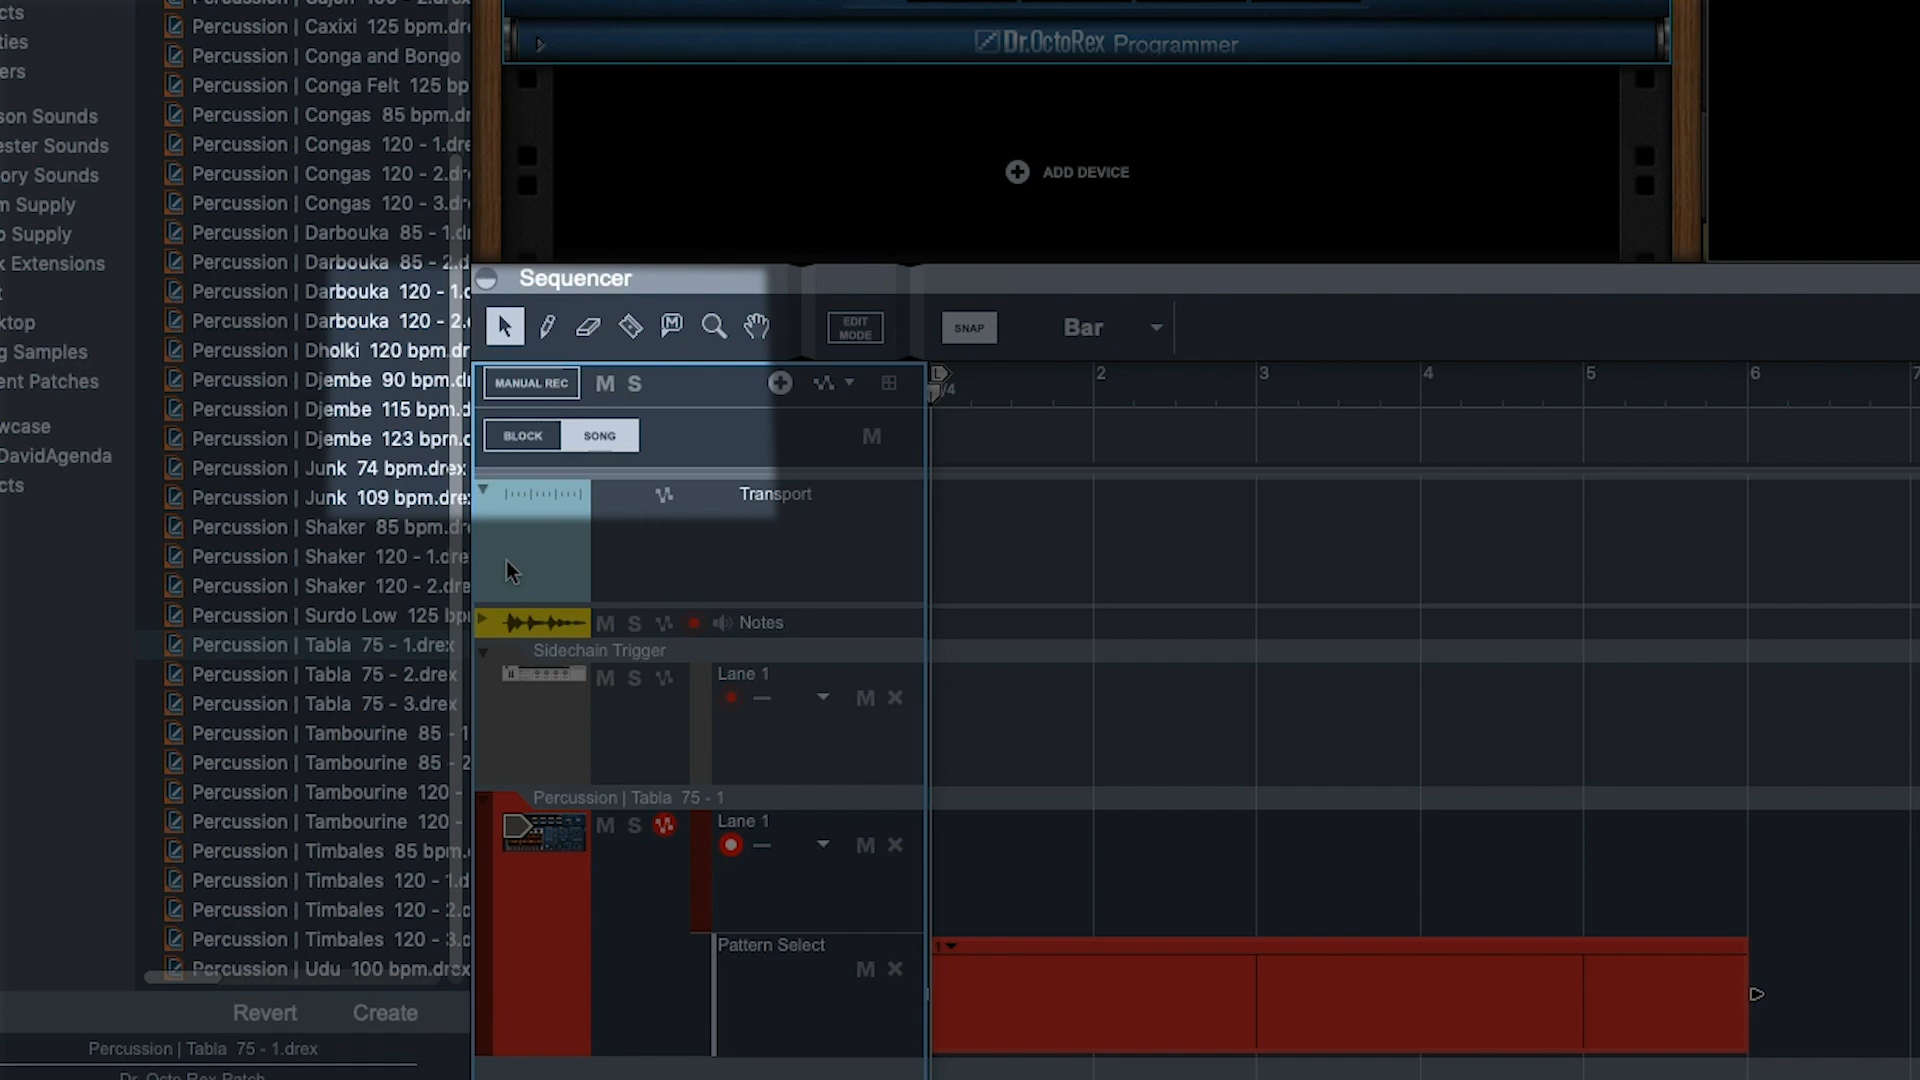 cts
ties
ers
son Sounds
ester Sounds
ory Sounds
m Supply
o Supply
k Extensions
t
ktop
g Samples
ent Patches
wcase
DavidAgenda
cts
Percussion | Caxixi 125 bpm.dr
Percussion | Conga and Bongo
Percussion | Conga Felt 125 bp
Percussion | Congas 85 bpm.d
Percussion | Congas 120 - 1.dre
Percussion | Congas 120 - 2.dr
Percussion | Congas 120 - 3.dr
Percussion | Darbouka 85 - 1.d
Percussion | Darbouka 85 - 2.d
Percussion | Darbouka 120 - 1.
Percussion | Darbouka 120 - 2.
Percussion | Dholki 120 bpm.dr
Percussion | Djembe 90 bpm.d
Percussion | Djembe 115 bpm.d
Percussion | Djembe 123 bpm.
Percussion | Junk 74 bpm.drex
Percussion | Junk 109 bpm.dre
Percussion | Shaker 85 bpm.dr
Percussion | Shaker 120 - 1.dre
Percussion | Shaker 120 - 2.dre
Percussion | Surdo Low 125 bp
Percussion | Tabla 75 - 1.drex
Percussion | Tabla 75 - 2.drex
Percussion | Tabla 75 - 3.drex
Percussion | Tambourine 85 - 1
Percussion | Tambourine 85 - 2
Percussion | Tambourine 120 -
Percussion | Tambourine 120 -
Percussion | Timbales 85 bpm.
Percussion | Timbales 120 - 1.d
Percussion | Timbales 120 - 2.
Percussion | Timbales 120 - 3.
Percussion | Udu 100 bpm.drex
Revert Create
Percussion | Tabla 75 - 1.drex
Dr. Octo Rex Patch
Dr.OctoRex Programmer
ADD DEVICE
Sequencer
EDIT MODE SNAP Bar
MANUAL REC M S
BLOCK SONG M
L 2 3 4 5 6 7
/4
Transport
M S Notes
Sidechain Trigger
M S Lane 1
M
Percussion | Tabla 75 - 1
M S Lane 1
M
Pattern Select
M
1